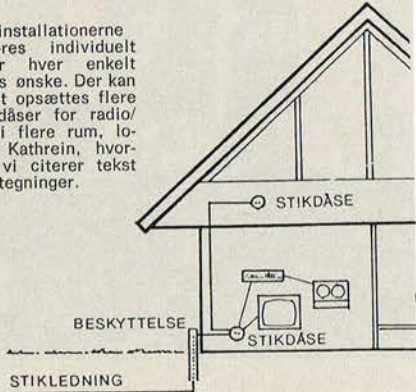 installationerne
res individuelt
r hver enkelt
s ønske. Der kan
t opsættes flere
dåser for radio/
i flere rum, lo-
Kathrein, hvor-
vi citerer tekst
tegninger.
STIKDÅSE
BESKYTTELSE
STIKDÅSE
STIKLEDNING